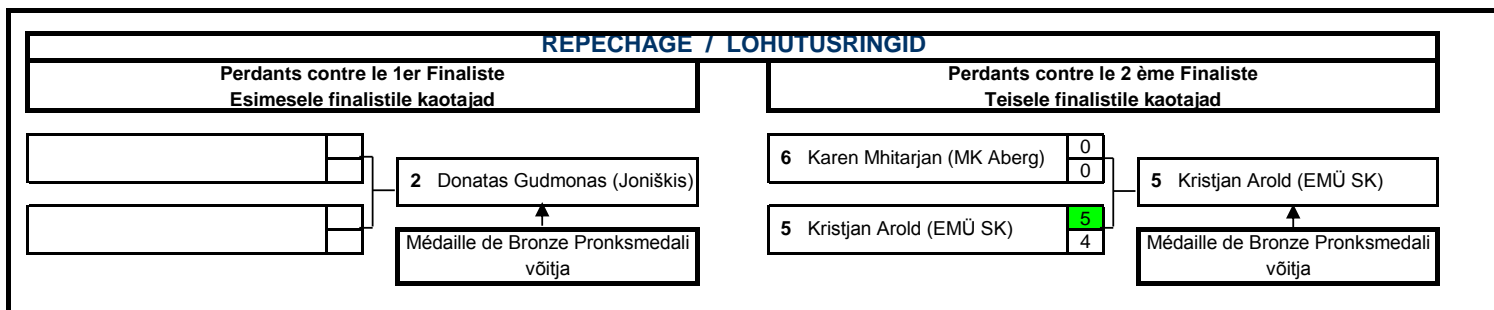 REPECHAGE / LOHUTUSRINGID
Perdants contre le 1er Finaliste
Esimesele finalistile kaotajad
Perdants contre le 2 ème Finaliste
Teisele finalistile kaotajad
2 Donatas Gudmonas (Joniškis)
Médaille de Bronze Pronksmedali
võitja
6 Karen Mhitarjan (MK Aberg)
0
0
5 Kristjan Arold (EMÜ SK)
5
4
5 Kristjan Arold (EMÜ SK)
Médaille de Bronze Pronksmedali
võitja